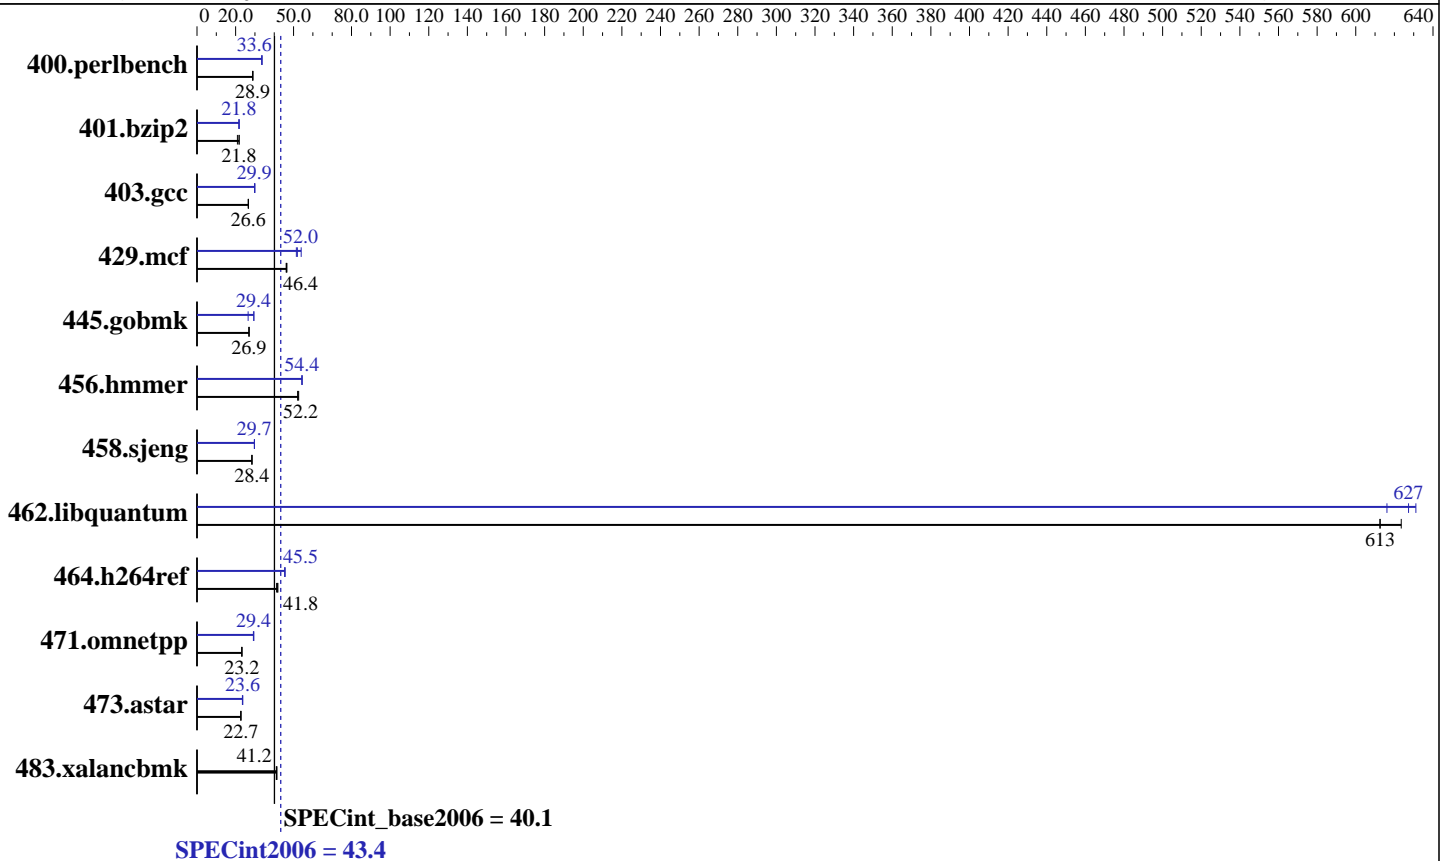 0 20.0 50.0 80.0 100 120 140 160 180 200 220 240 260 280 300 320 340 360 380 400 420 440 460 480 500 520 540 560 580 600 640
33.6
400.perlbench
28.9
21.8
401.bzip2
21.8
29.9
403.gcc
26.6
52.0
429.mcf
46.4
29.4
445.gobmk
26.9
54.4
456.hmmer
52.2
29.7
458.sjeng
28.4
627
462.libquantum
613
45.5
464.h264ref
41.8
29.4
471.omnetpp
23.2
23.6
473.astar
22.7
41.2
483.xalancbmk
SPECint_base2006 = 40.1
SPECint2006 = 43.4